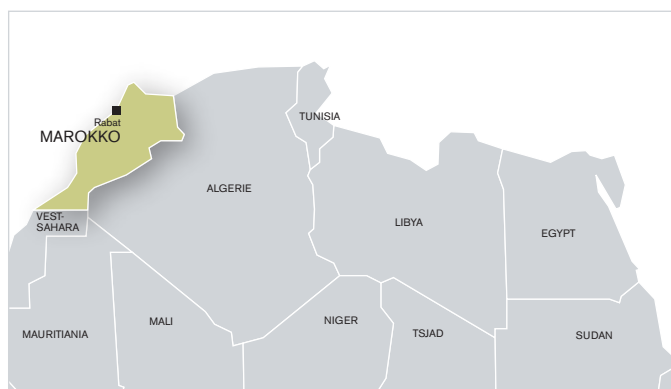 Rabat
MAROKKO
TUNISIA
ALGERIE
VEST-
SAHARA
LIBYA
EGYPT
MAURITIANIA
MALI
NIGER
TSJAD
SUDAN